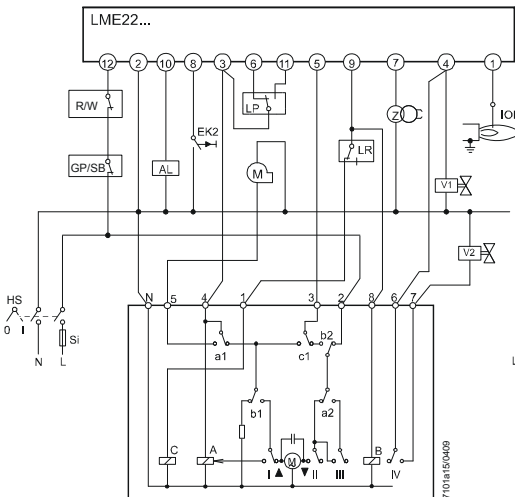 LME22...
12 2 10 8 3 6 11 5 9 7 4 1
R/W
LP
Z
EK2
GP/SB
AL
M
LR
V1
V2
HS
0 I
Si
N L
N 5 4 1 3 2 8 6 7
a1 c1 b2
b1 a2
C A I M II III B IV
7101a15/0409